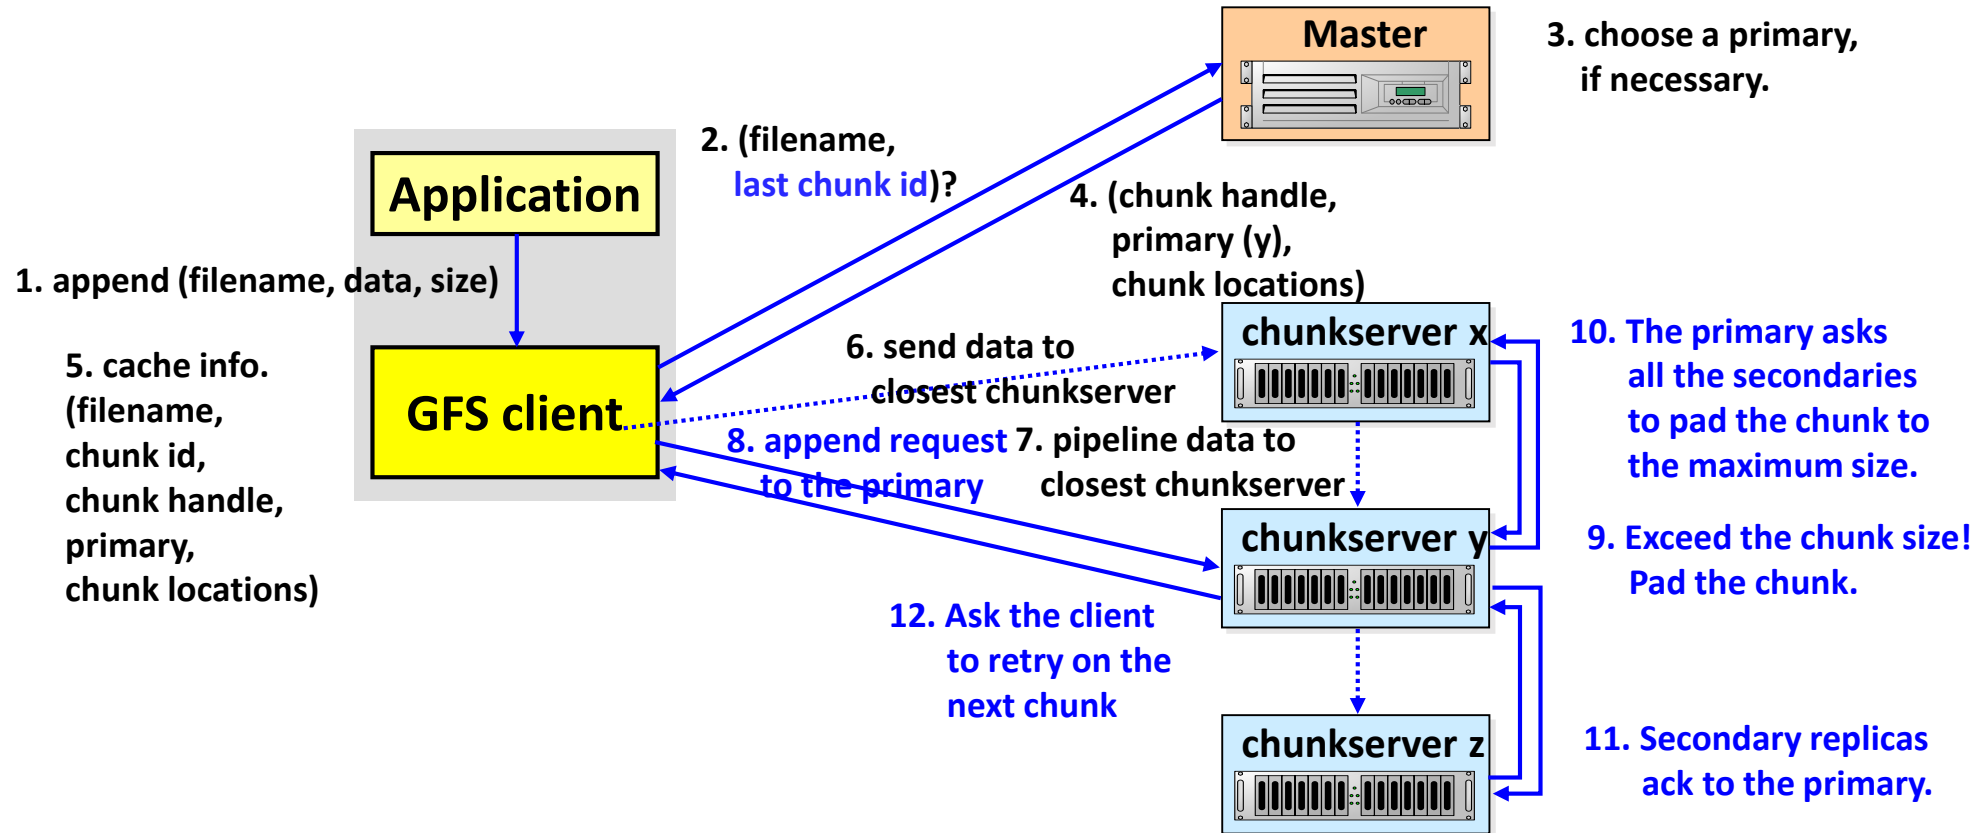 Master
3. choose a primary,
if necessary.
2. (filename,
last chunk id)?
Application
4. (chunk handle,
primary (y),
chunk locations)
1. append (filename, data, size)
5. cache info.
(filename,
chunk id,
chunk handle,
primary,
chunk locations)
GFS client
6. send data to
closest chunkserver
chunkserver x
10. The primary asks
all the secondaries
to pad the chunk to
the maximum size.
8. append request
to the primary
7. pipeline data to
closest chunkserver
chunkserver y
9. Exceed the chunk size!
Pad the chunk.
12. Ask the client
to retry on the
next chunk
chunkserver z
11. Secondary replicas
ack to the primary.